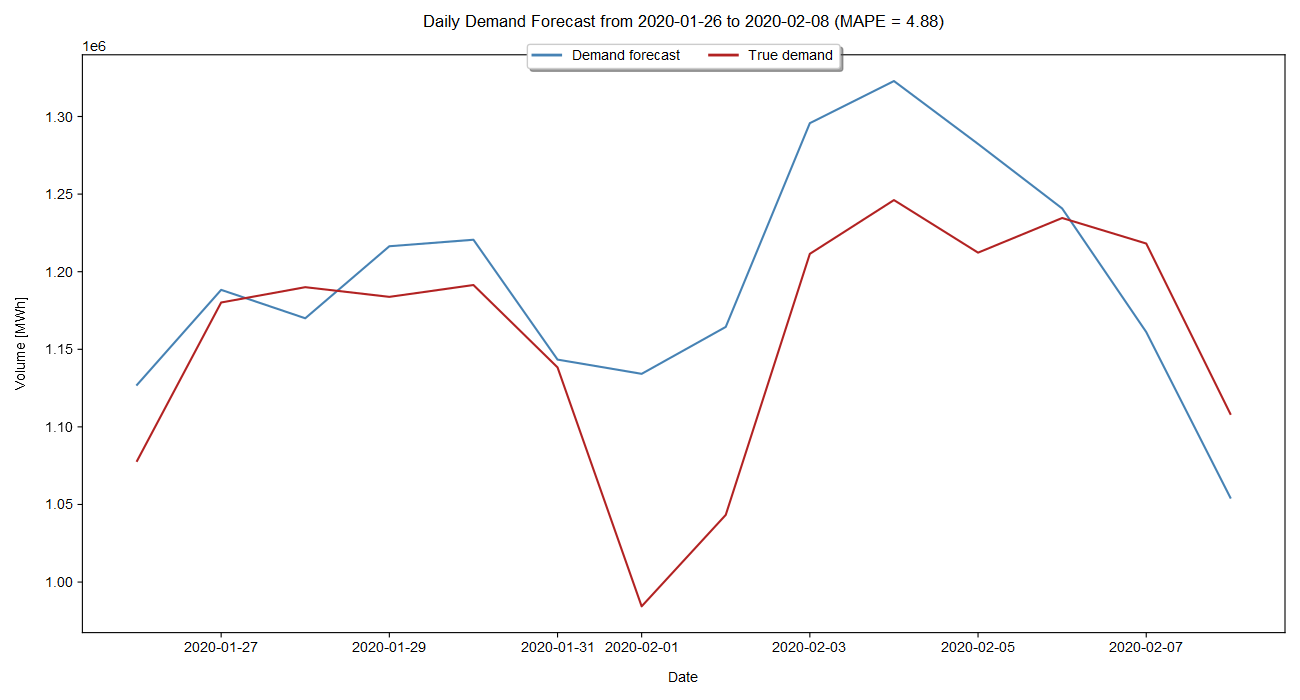 Daily Demand Forecast from 2020-01-26 to 2020-02-08 (MAPE = 4.88)
1e6
Demand forecast True demand
1.30
1.25
1.20
1.15
1.10
1.05
1.00
Volume [MWh]
2020-01-27 2020-01-29 2020-01-31 2020-02-01 2020-02-03 2020-02-05 2020-02-07
Date